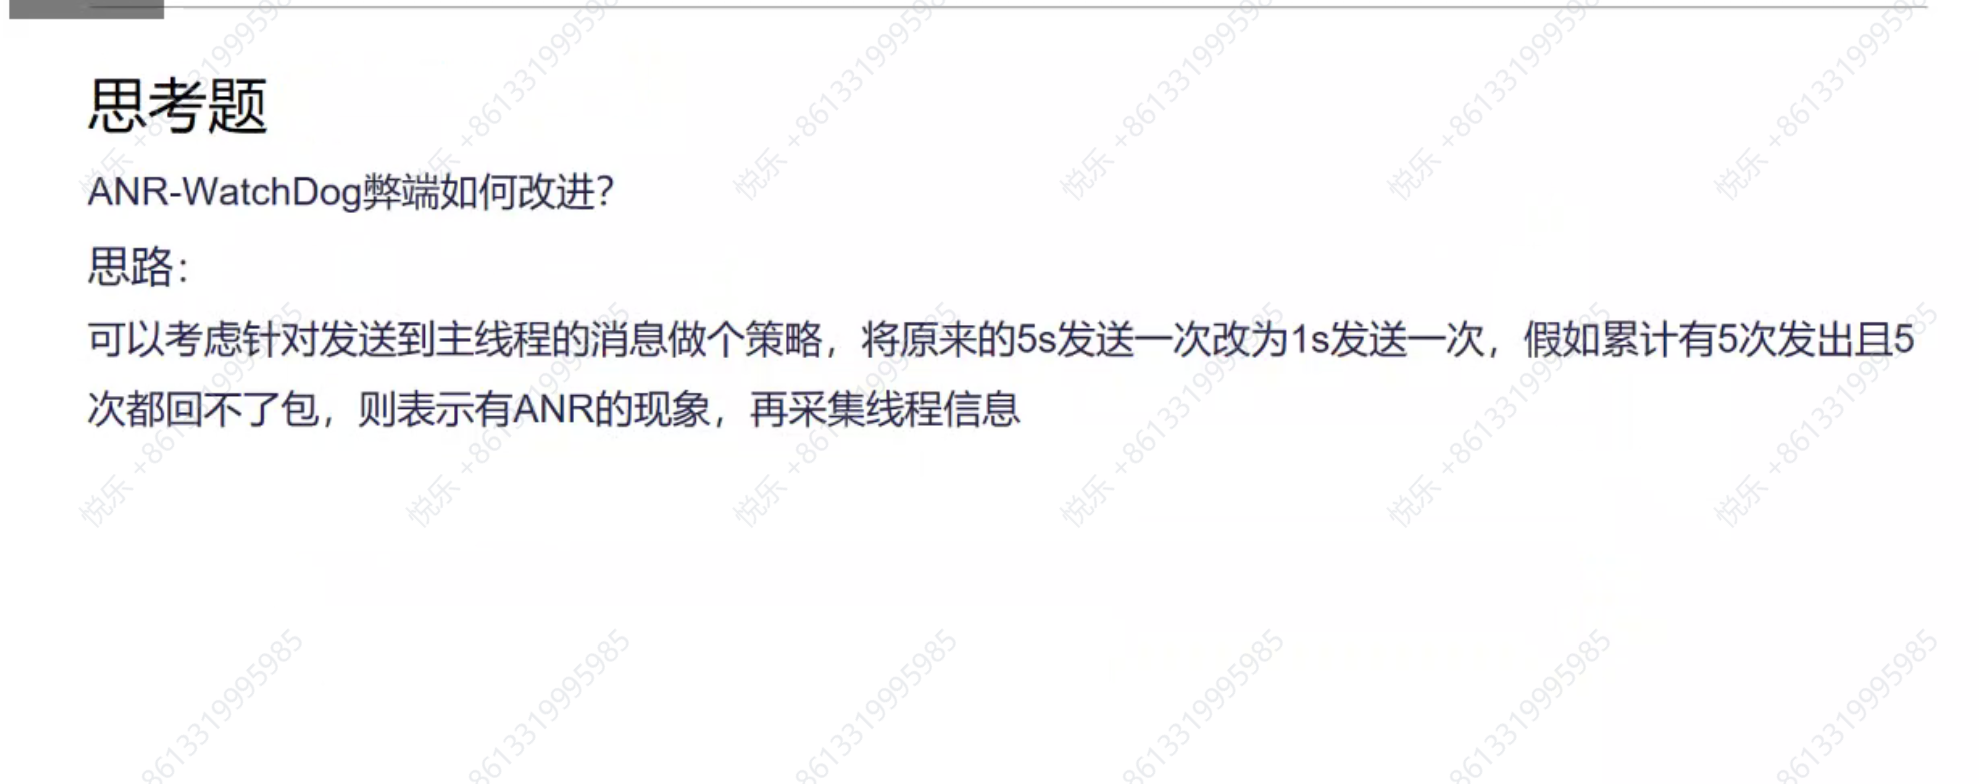 思考题
ANR-WatchDog弊端如何改进？
思路：
可以考虑针对发送到主线程的消息做个策略，将原来的5s发送一次改为1s发送一次，假如累计有5次发出且5
次都回不了包，则表示有ANR的现象，再采集线程信息
悦乐 +8613319995985